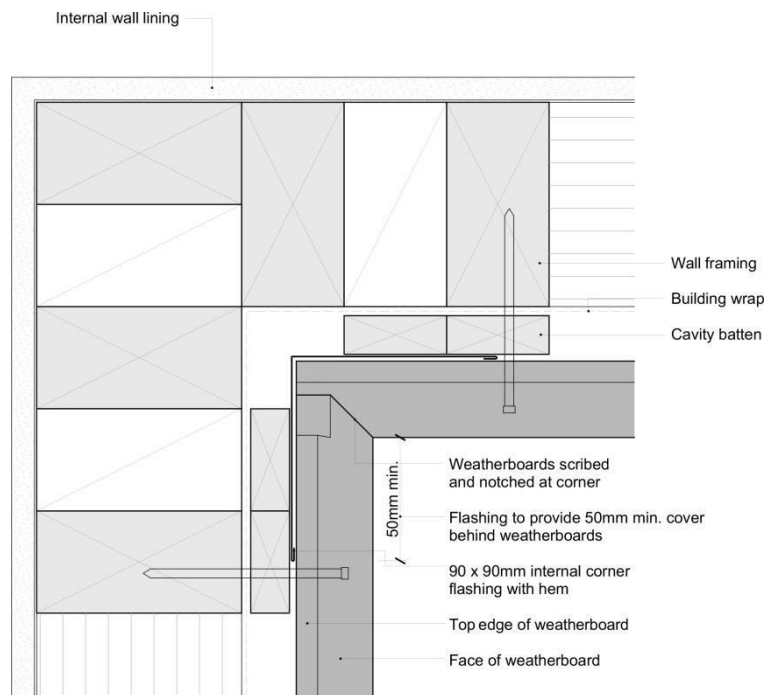 Internal wall lining
Wall framing
Building wrap
Cavity batten
50mm min.
Weatherboards scribed
and notched at corner
Flashing to provide 50mm min. cover
behind weatherboards
90 x 90mm internal corner
flashing with hem
Top edge of weatherboard
Face of weatherboard